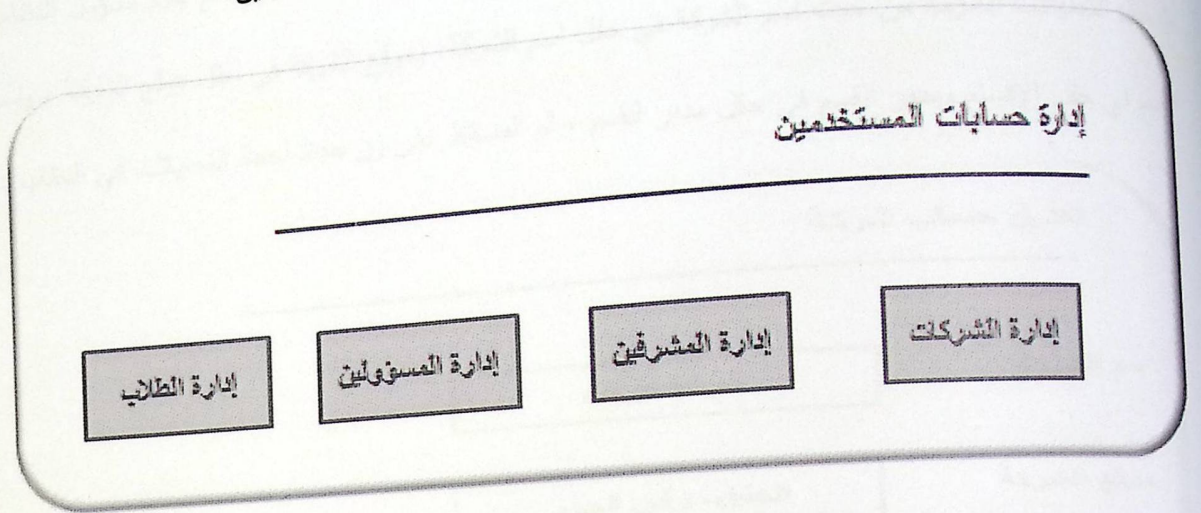 إدارة حسابات المستخدمين
إدارة الشركات
إدارة المشرفين
إدارة المسؤولين
إدارة الطلاب